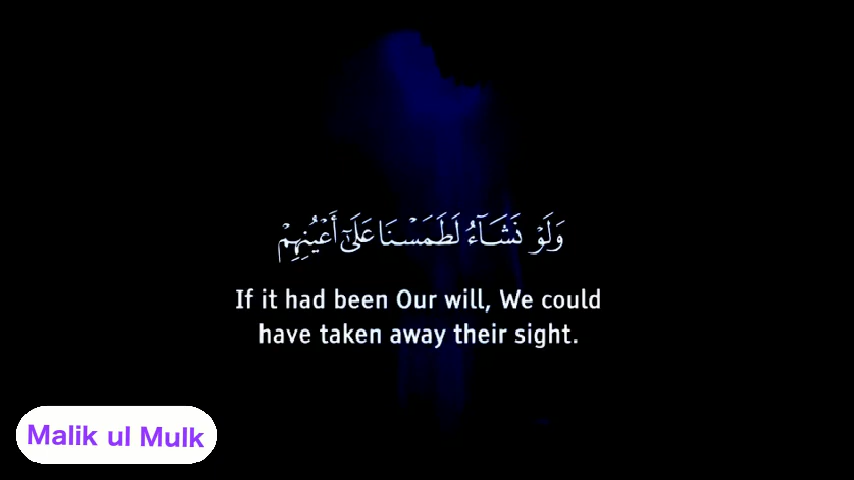 وَلَوْ نَشَآءُ لَطَمَسْنَا عَلَىٰٓ أَعْيُنِهِمْ
If it had been Our will, We could
have taken away their sight.
Malik ul Mulk